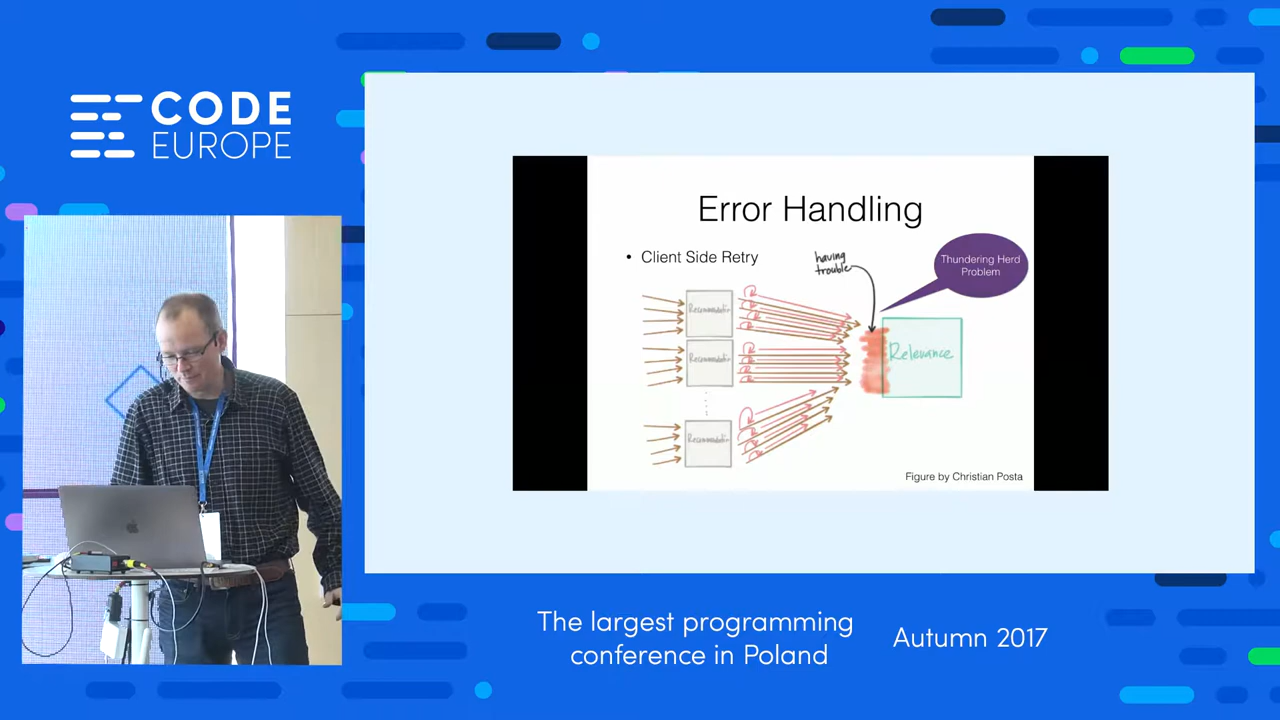 CODE
EUROPE
Error Handling
• Client Side Retry
having
trouble
Thundering Herd
Problem
Relevance
Figure by Christian Posta
The largest programming
conference in Poland
Autumn 2017